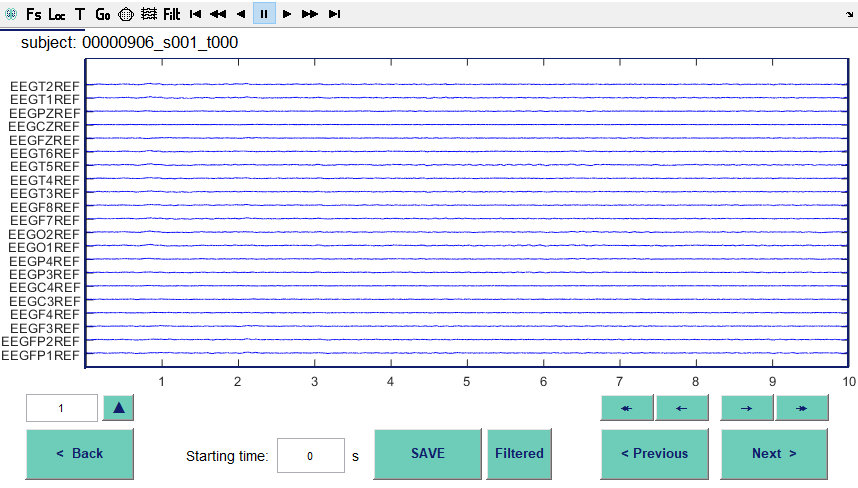 Fs Loc T Go Filt
subject: 00000906_s001_t000
EEGT2REF
EEGT1REF
EEGPZREF
EEGCZREF
EEGFZREF
EEGT6REF
EEGT5REF
EEGT4REF
EEGT3REF
EEGF8REF
EEGF7REF
EEGO2REF
EEGO1REF
EEGP4REF
EEGP3REF
EEGC4REF
EEGC3REF
EEGF4REF
EEGF3REF
EEGFP2REF
EEGFP1REF
1 2 3 4 5 6 7 8 9 10
1
< Back
Starting time: 0 s
SAVE
Filtered
< Previous
Next >